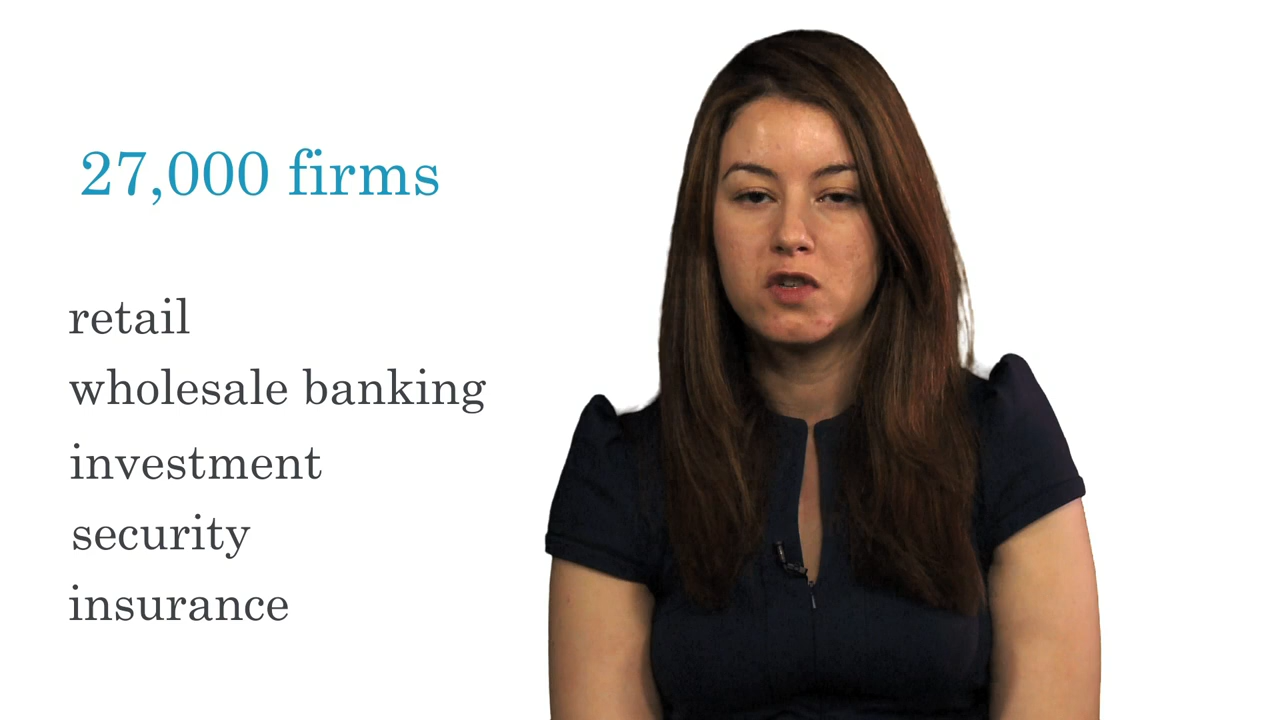 27,000 firms
retail
wholesale banking
investment
security
insurance